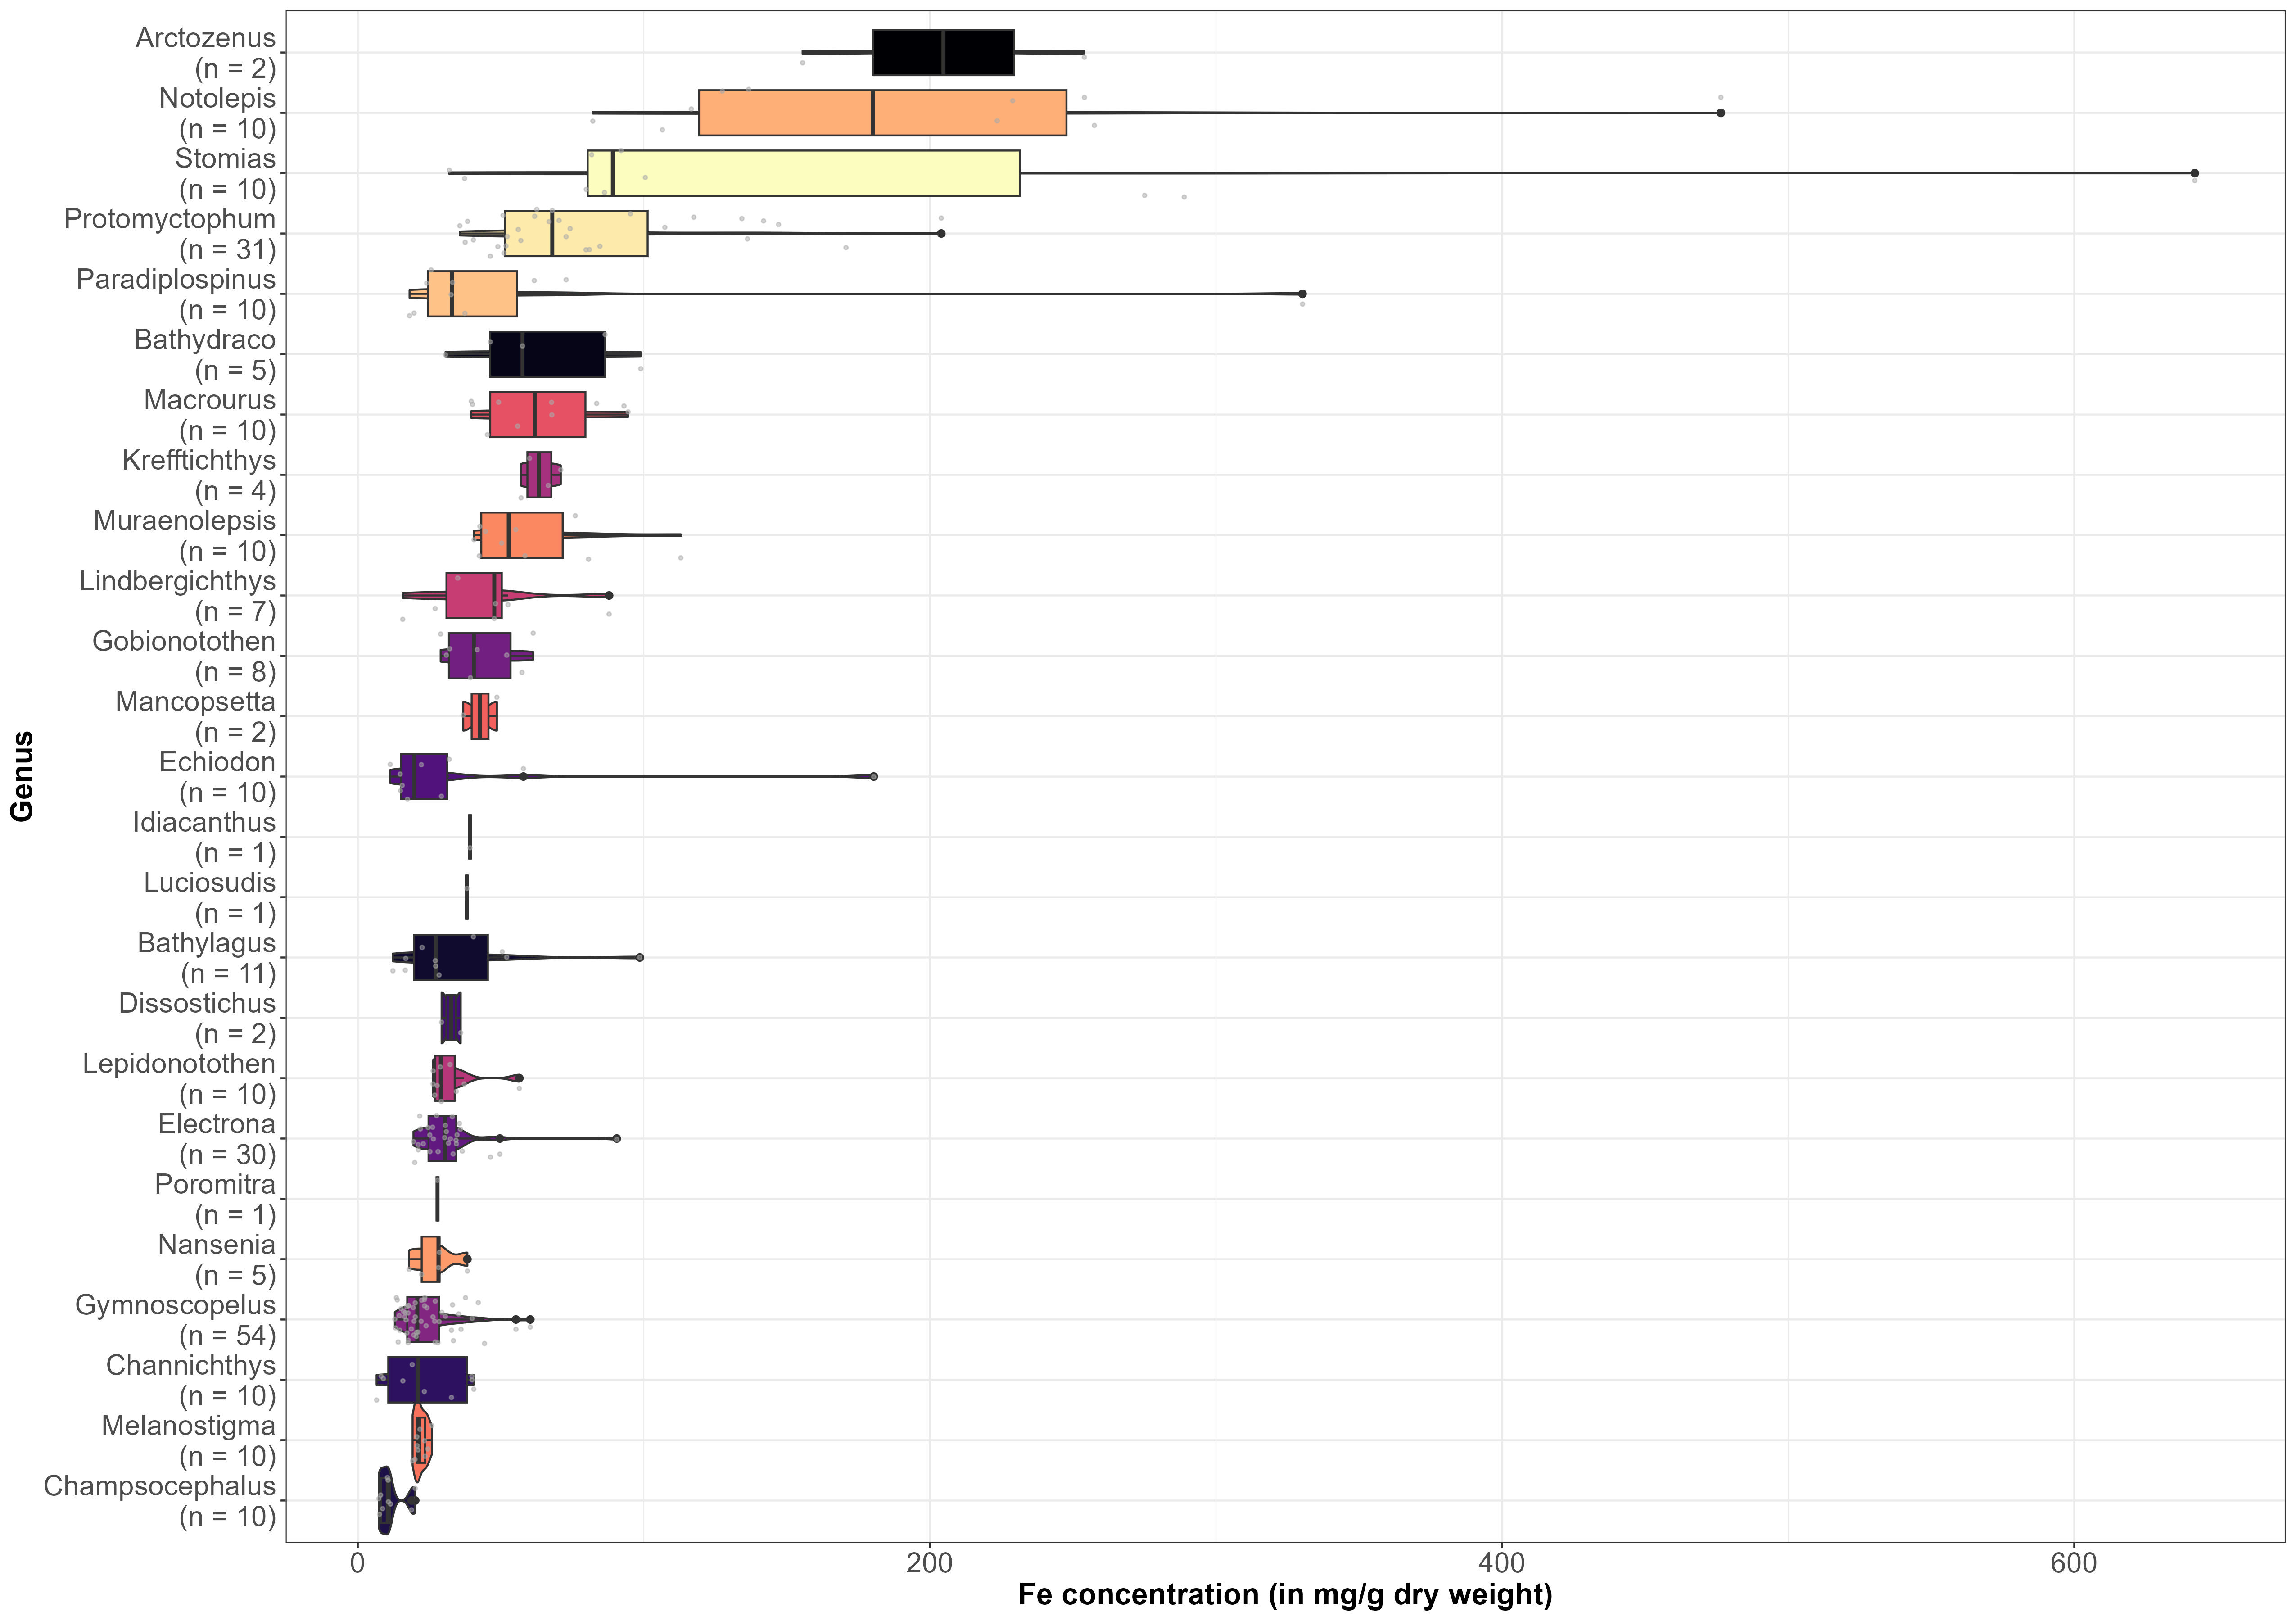 Arctozenus
(n = 2)
Notolepis
(n = 10)
Stomias
(n = 10)
Protomyctophum
(n = 31)
Paradiplospinus
(n = 10)
Bathydraco
(n = 5)
Macrourus
(n = 10)
Krefftichthys
(n = 4)
Muraenolepsis
(n = 10)
Lindbergichthys
(n = 7)
Gobionotothen
(n = 8)
Mancopsetta
(n = 2)
Echiodon
(n = 10)
Idiacanthus
(n = 1)
Luciosudis
(n = 1)
Bathylagus
(n = 11)
Dissostichus
(n = 2)
Lepidonotothen
(n = 10)
Electrona
(n = 30)
Poromitra
(n = 1)
Nansenia
(n = 5)
Gymnoscopelus
(n = 54)
Channichthys
(n = 10)
Melanostigma
(n = 10)
Champsocephalus
(n = 10)
Genus
0 200 400 600
Fe concentration (in mg/g dry weight)